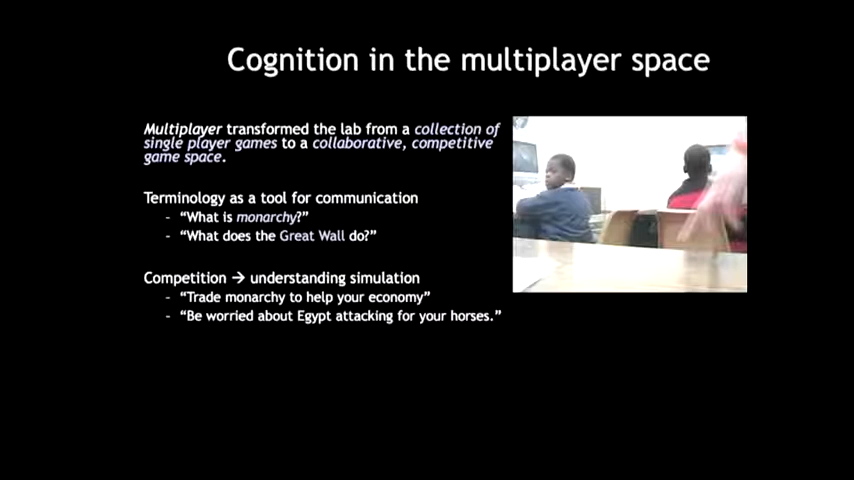 Cognition in the multiplayer space
Multiplayer transformed the lab from a collection of
single player games to a collaborative, competitive
game space.
Terminology as a tool for communication
- “What is monarchy?”
- “What does the Great Wall do?”
Competition → understanding simulation
- “Trade monarchy to help your economy”
- “Be worried about Egypt attacking for your horses.”